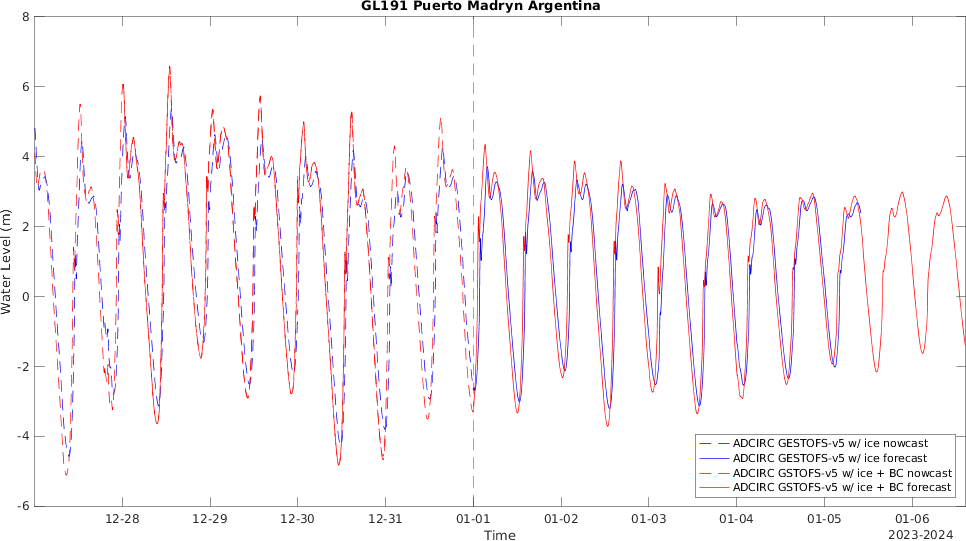 GL191 Puerto Madryn Argentina
8
6
4
2
0
-2
-4
-6
Water Level (m)
12-28 12-29 12-30 12-31 01-01 01-02 01-03 01-04 01-05 01-06
Time
2023-2024
ADCIRC GESTOFS-v5 w/ ice nowcast
ADCIRC GESTOFS-v5 w/ ice forecast
ADCIRC GSTOFS-v5 w/ ice + BC nowcast
ADCIRC GSTOFS-v5 w/ ice + BC forecast